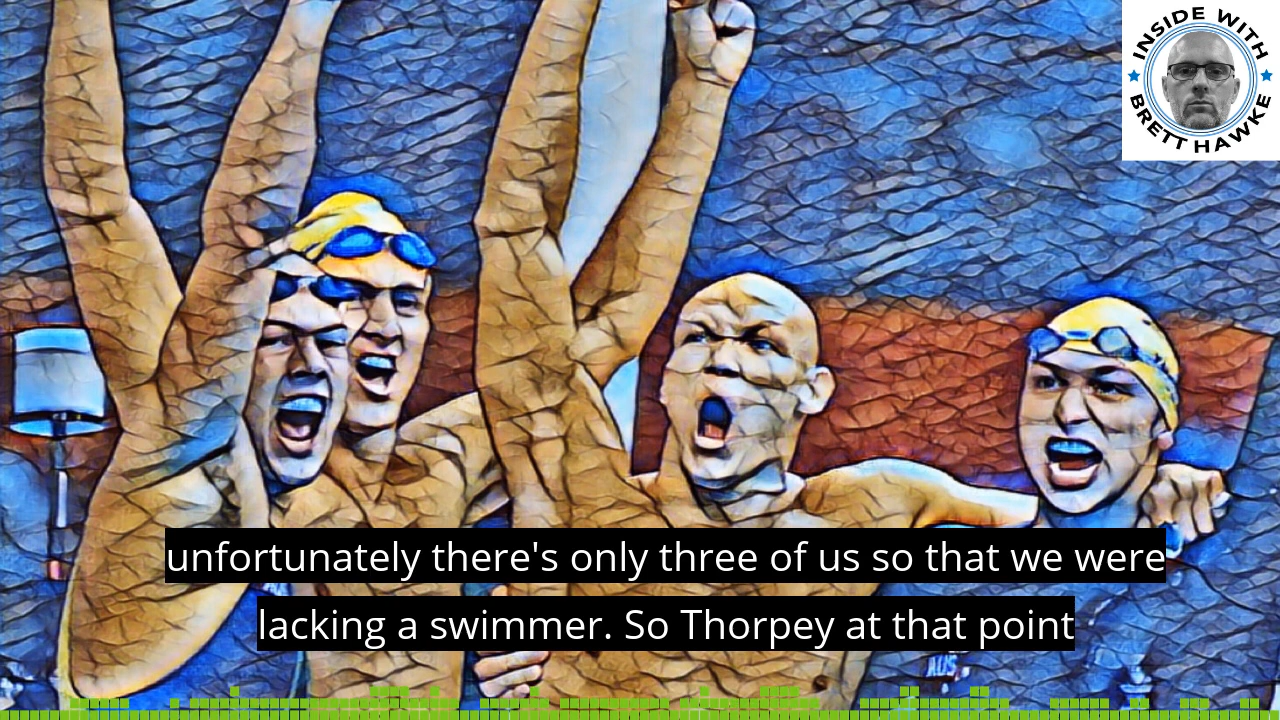 INSIDE WITH
BRETT HAWKE
unfortunately there's only three of us so that we were
lacking a swimmer. So Thorpey at that point
AUS